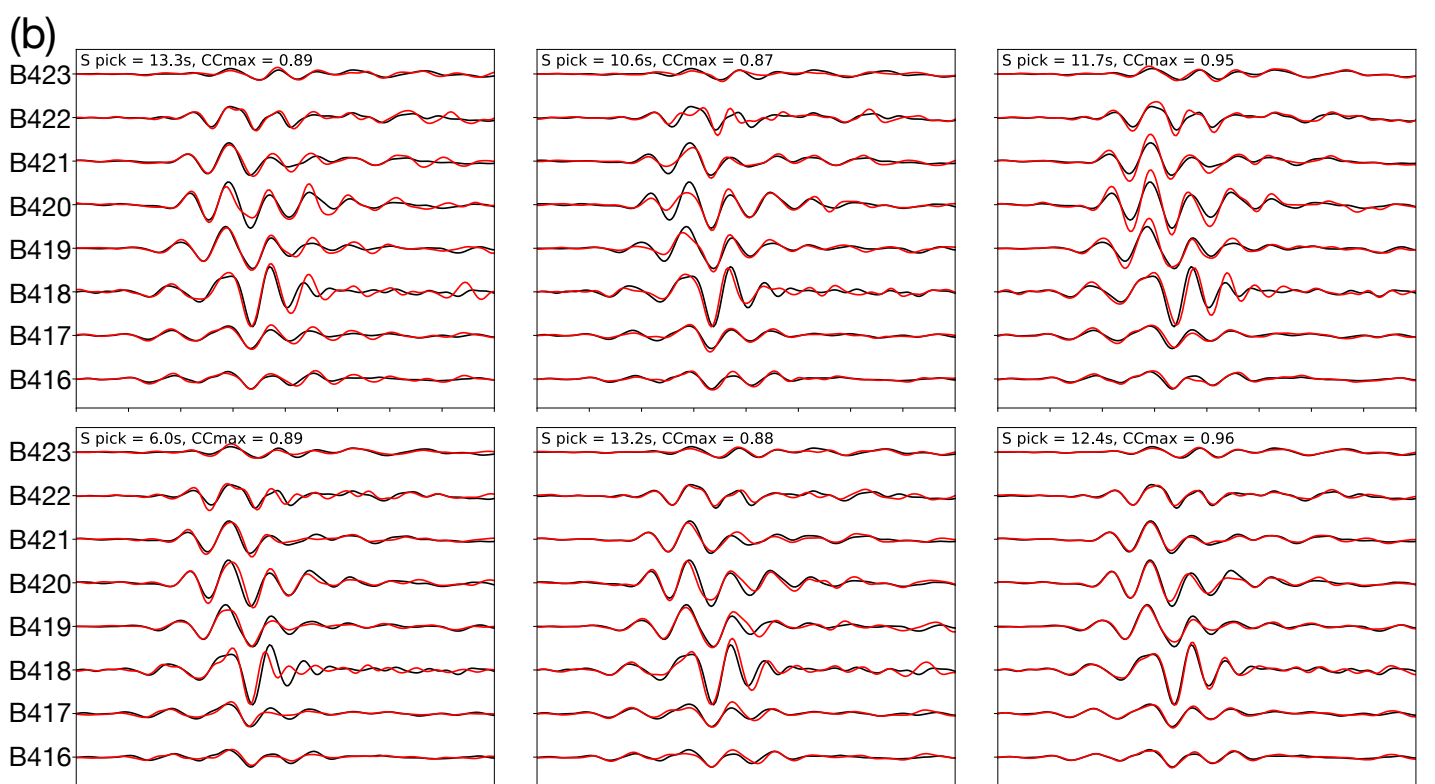 (b)
S pick = 13.3s, CCmax = 0.89
S pick = 10.6s, CCmax = 0.87
S pick = 11.7s, CCmax = 0.95
B423
B422
B421
B420
B419
B418
B417
B416
S pick = 6.0s, CCmax = 0.89
S pick = 13.2s, CCmax = 0.88
S pick = 12.4s, CCmax = 0.96
B423
B422
B421
B420
B419
B418
B417
B416